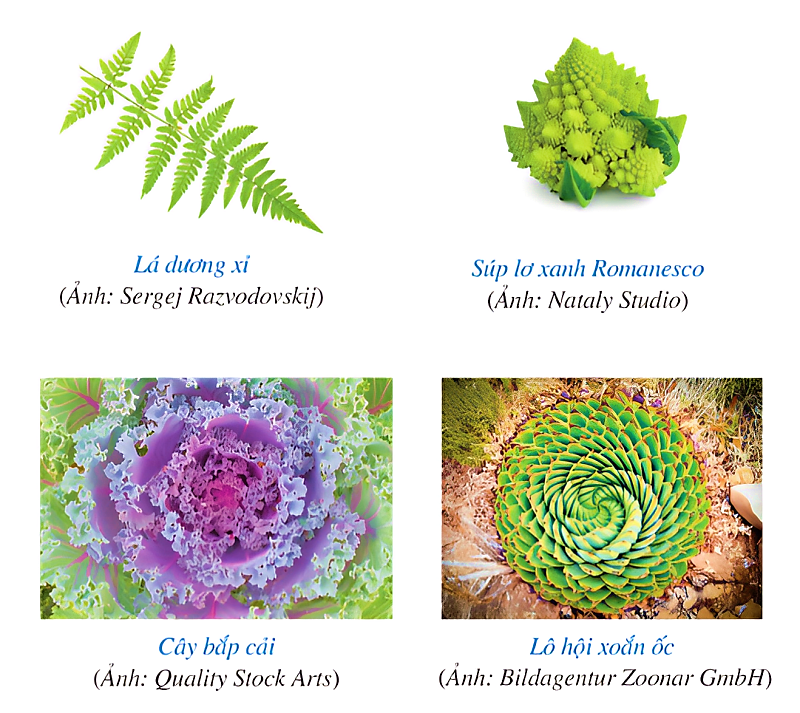 Lá dương xỉ
(Ảnh: Sergej Razvodovskij)
Súp lơ xanh Romanesco
(Ảnh: Nataly Studio)
Cây bắp cải
(Ảnh: Quality Stock Arts)
Lô hội xoắn ốc
(Ảnh: Bildagentur Zoonar GmbH)